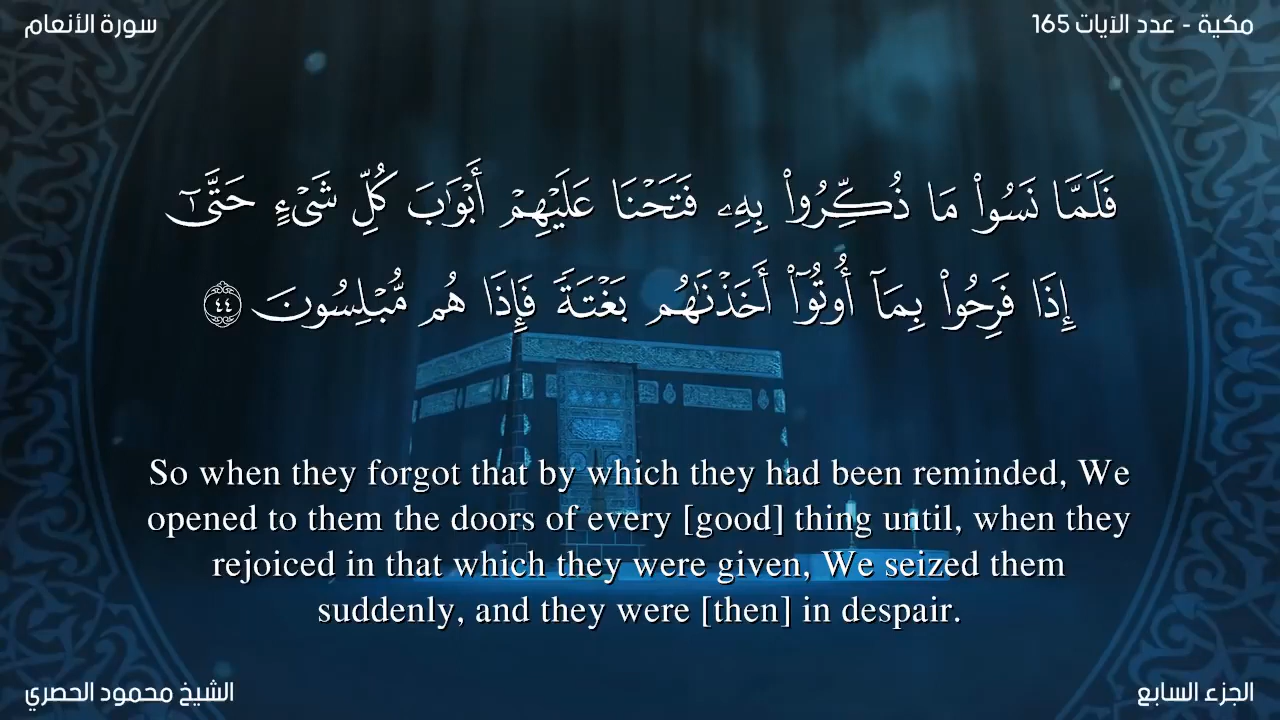 سورة الأنعام
مكية - عدد الآيات 165
فَلَمَّا نَسُوا۟ مَا ذُكِّرُوا۟ بِهِۦ فَتَحْنَا عَلَيْهِمْ أَبْوَٰبَ كُلِّ شَىْءٍ حَتَّىٰٓ
إِذَا فَرِحُوا۟ بِمَآ أُوتُوٓا۟ أَخَذْنَٰهُم بَغْتَةً فَإِذَا هُم مُّبْلِسُونَ ٤٤
So when they forgot that by which they had been reminded, We
opened to them the doors of every [good] thing until, when they
rejoiced in that which they were given, We seized them
suddenly, and they were [then] in despair.
الشيخ محمود الحصري
الجزء السابع